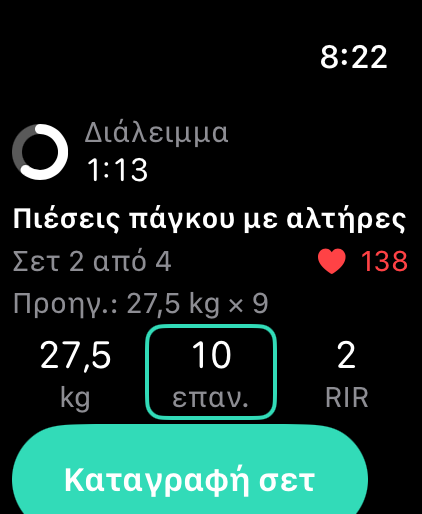 8:22
Διάλειμμα
1:13
Πιέσεις πάγκου με αλτήρες
Σετ 2 από 4 138
Προηγ.: 27,5 kg × 9
27,5 10 2
kg επαν. RIR
Καταγραφή σετ